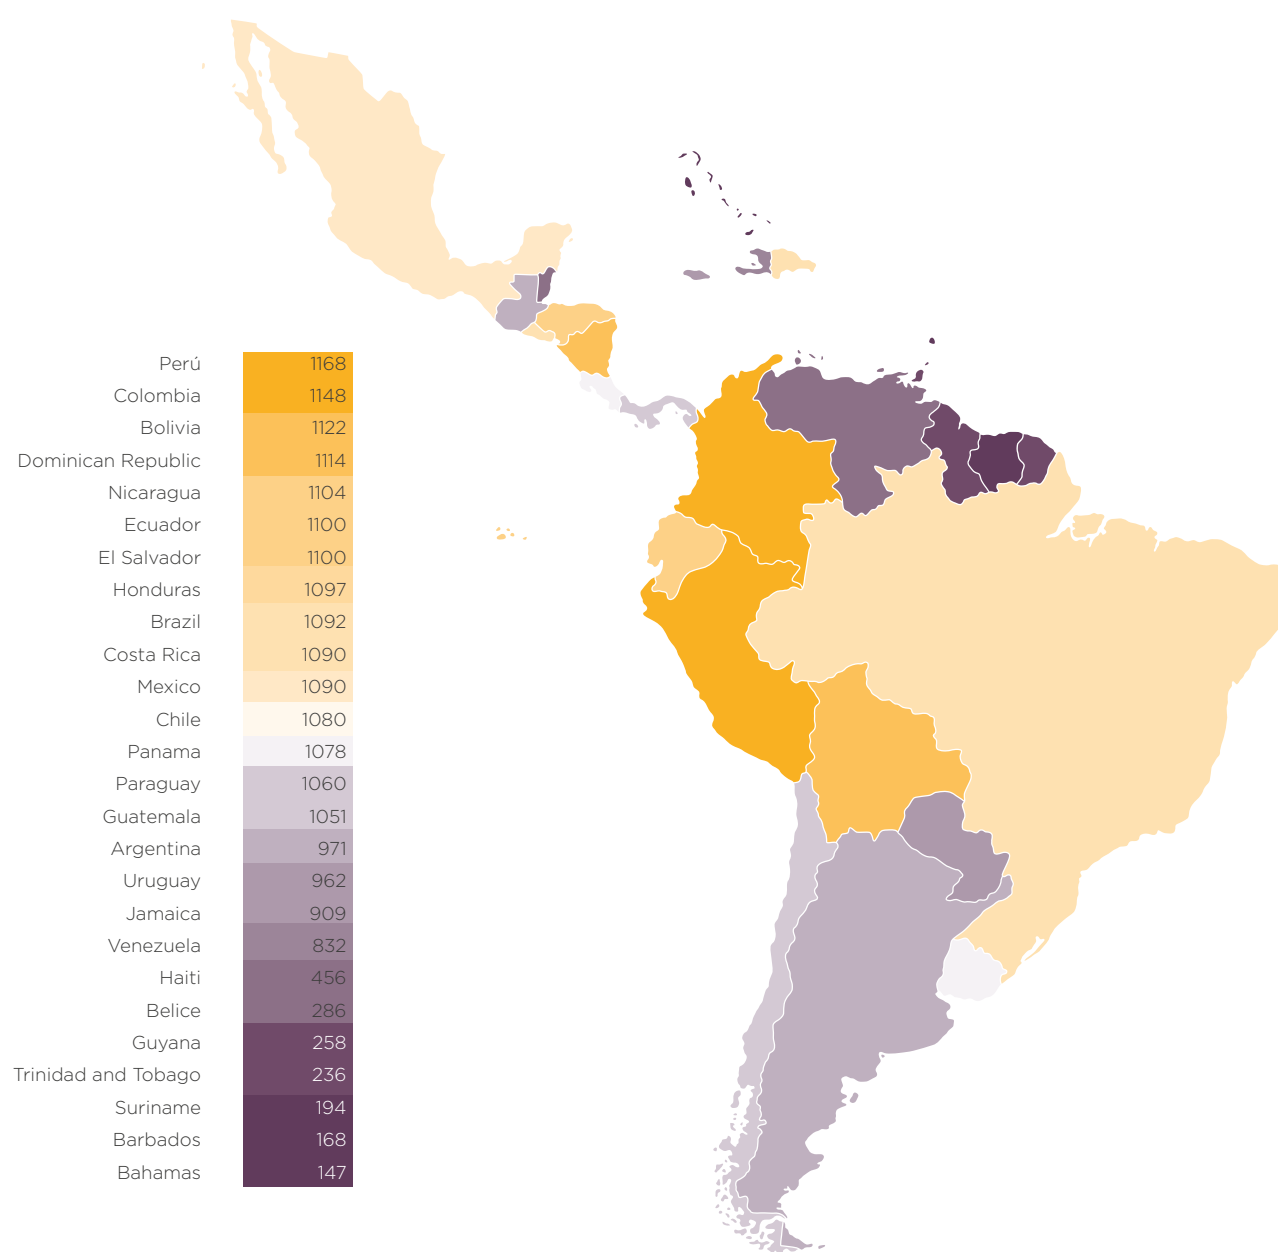 Perú 1168
Colombia 1148
Bolivia 1122
Dominican Republic 1114
Nicaragua 1104
Ecuador 1100
El Salvador 1100
Honduras 1097
Brazil 1092
Costa Rica 1090
Mexico 1090
Chile 1080
Panama 1078
Paraguay 1060
Guatemala 1051
Argentina 971
Uruguay 962
Jamaica 909
Venezuela 832
Haiti 456
Belice 286
Guyana 258
Trinidad and Tobago 236
Suriname 194
Barbados 168
Bahamas 147